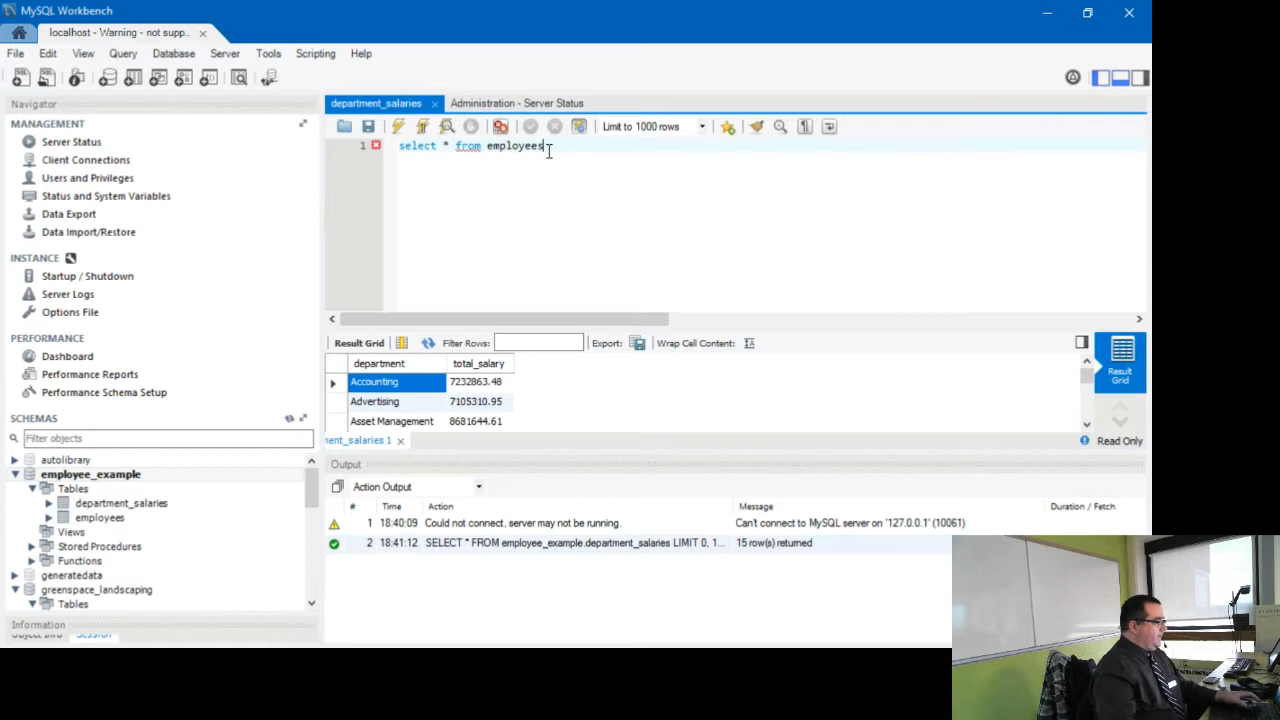 MySQL Workbench
localhost - Warning - not supp..
File Edit View Query Database Server Tools Scripting Help
Navigator
MANAGEMENT
Server Status
Client Connections
Users and Privileges
Status and System Variables
Data Export
Data Import/Restore
INSTANCE
Startup / Shutdown
Server Logs
Options File
PERFORMANCE
Dashboard
Performance Reports
Performance Schema Setup
SCHEMAS
Filter objects
autolibrary
employee_example
Tables
department_salaries
employees
Views
Stored Procedures
Functions
generatedata
greenspace_landscaping
Tables
Information
Object Info Session
department_salaries Administration - Server Status
Limit to 1000 rows
1 select * from employees
Result Grid Filter Rows: Export: Wrap Cell Content:
department total_salary
Accounting 7232863.48
Advertising 7105310.95
Asset Management 8681644.61
Result Grid
ment_salaries 1
Read Only
Output
Action Output
# Time Action Message Duration / Fetch
1 18:40:09 Could not connect, server may not be running. Can't connect to MySQL server on '127.0.0.1' (10061)
2 18:41:12 SELECT * FROM employee_example.department_salaries LIMIT 0, 1... 15 row(s) returned